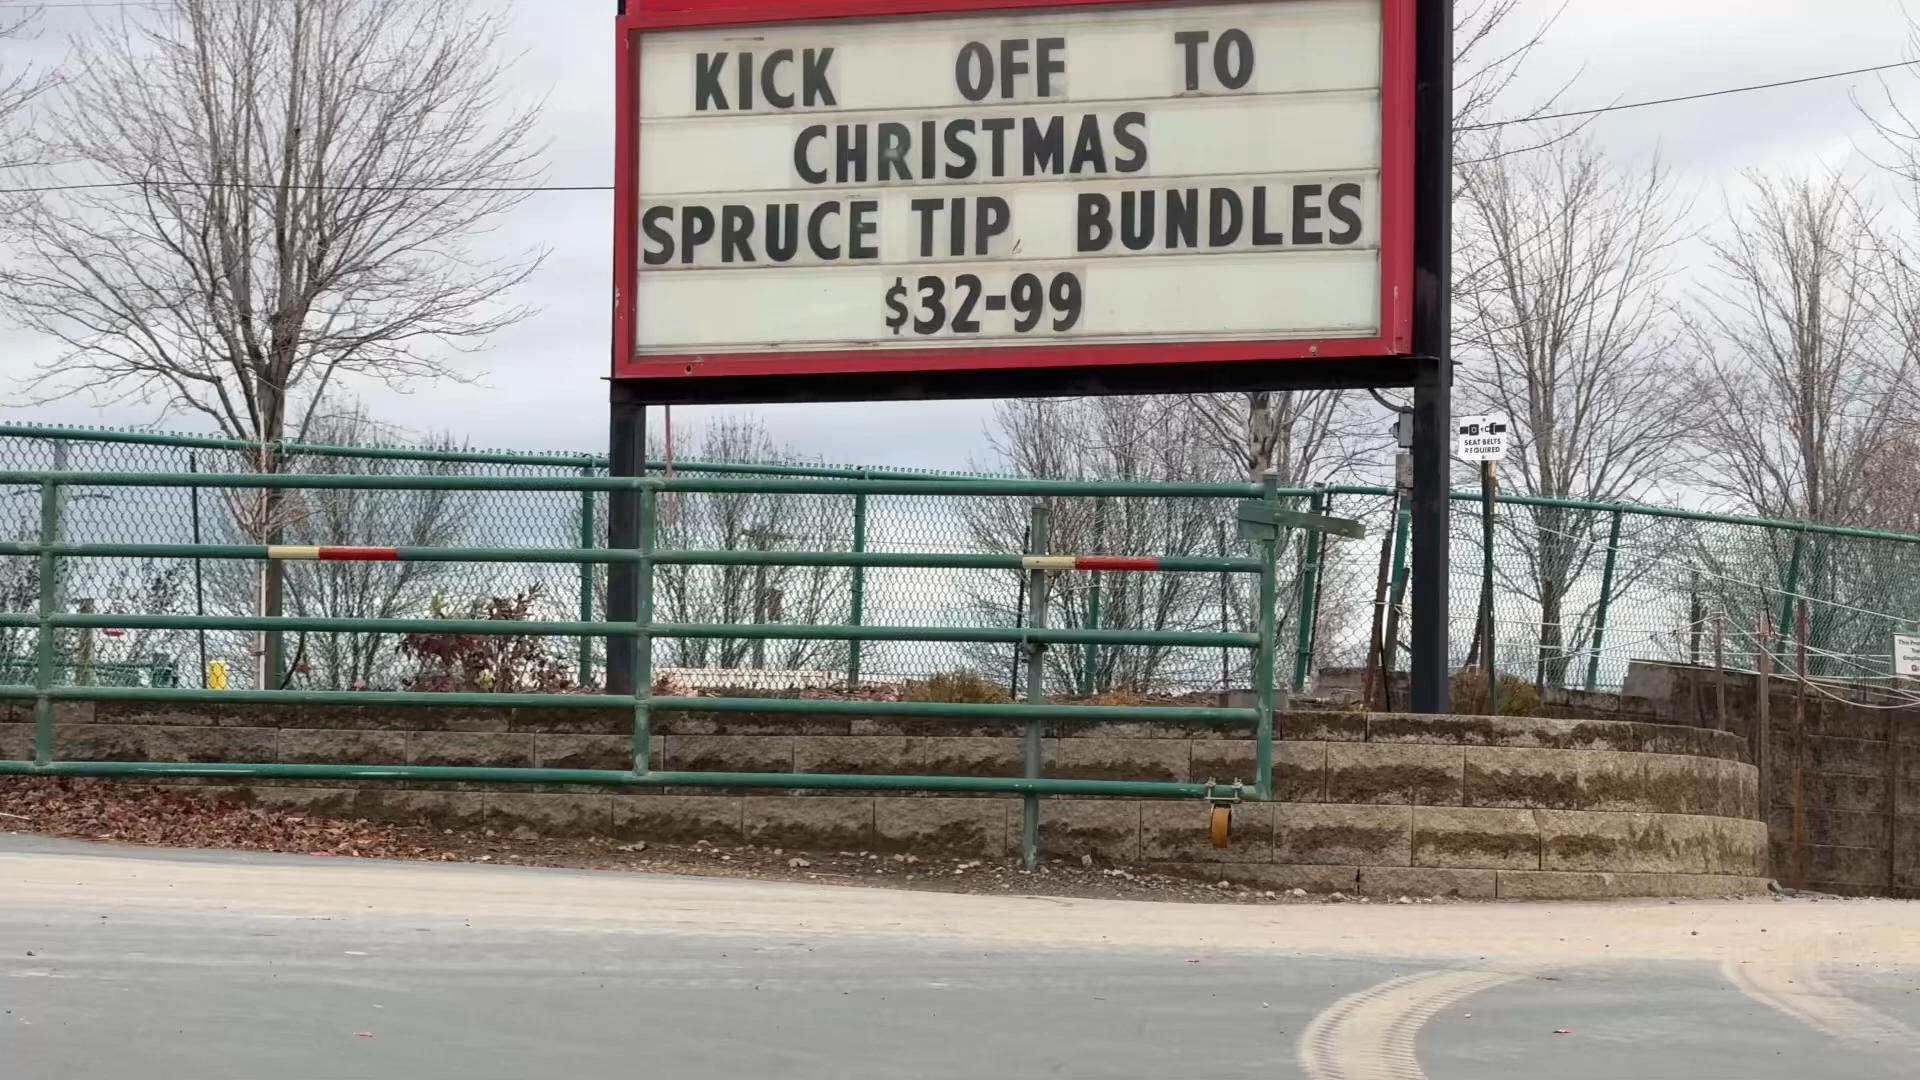 KICK OFF TO
CHRISTMAS
SPRUCE TIP BUNDLES
$32-99
SEAT BELTS
REQUIRED